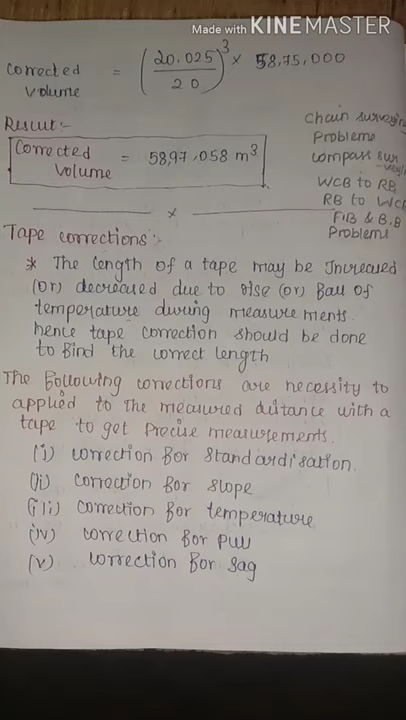 Made with KINEMASTER
Corrected Volume = (20.025 / 20)³ × 58,75,000
Result:-
Corrected Volume = 58,97,058 m³
Chain surveying
Probleme
compass sur
WCB to RB
RB to WCB
F.B & B.B
Problems
Tape corrections:-
* The length of a tape may be Increased
(or) decreased due to rise (or) Fall of
temperature during measurements.
hence tape correction should be done
to Find the correct length
The Following corrections are necessity to
applied to The measured distance with a
tape to get Precise measurements.
(i) correction for Standardisation.
(ii) correction for slope
(iii) correction for temperature
(iv) correction for pull
(v) correction for sag